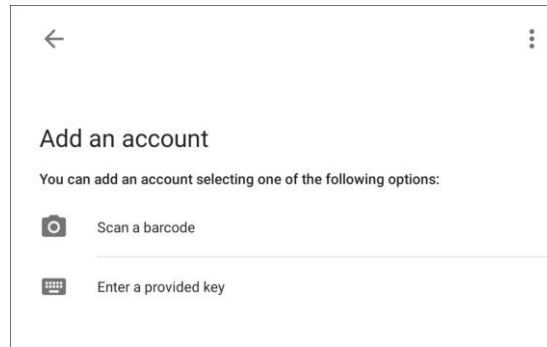 Add an account
You can add an account selecting one of the following options:
Scan a barcode
Enter a provided key